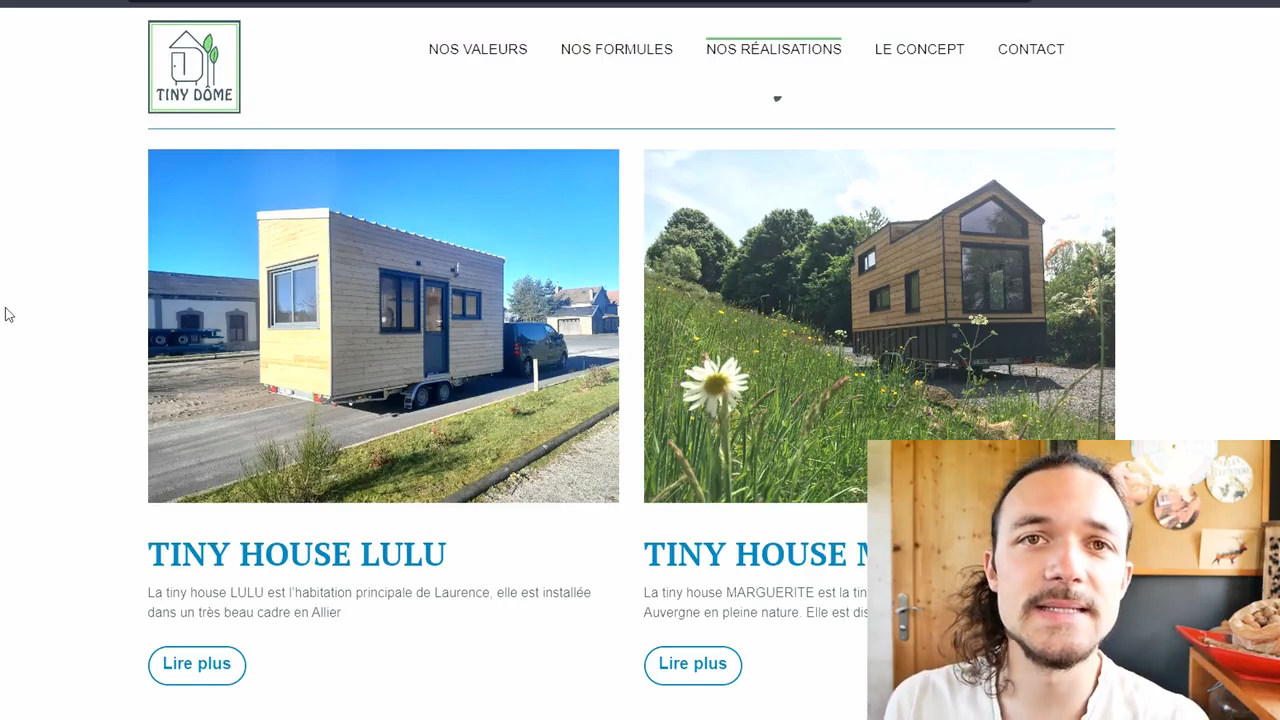 TINY DÔME
NOS VALEURS
NOS FORMULES
NOS RÉALISATIONS
LE CONCEPT
CONTACT
TINY HOUSE LULU
La tiny house LULU est l'habitation principale de Laurence, elle est installée
dans un très beau cadre en Allier
Lire plus
TINY HOUSE
La tiny house MARGUERITE est la
Auvergne en pleine nature. Elle est
Lire plus